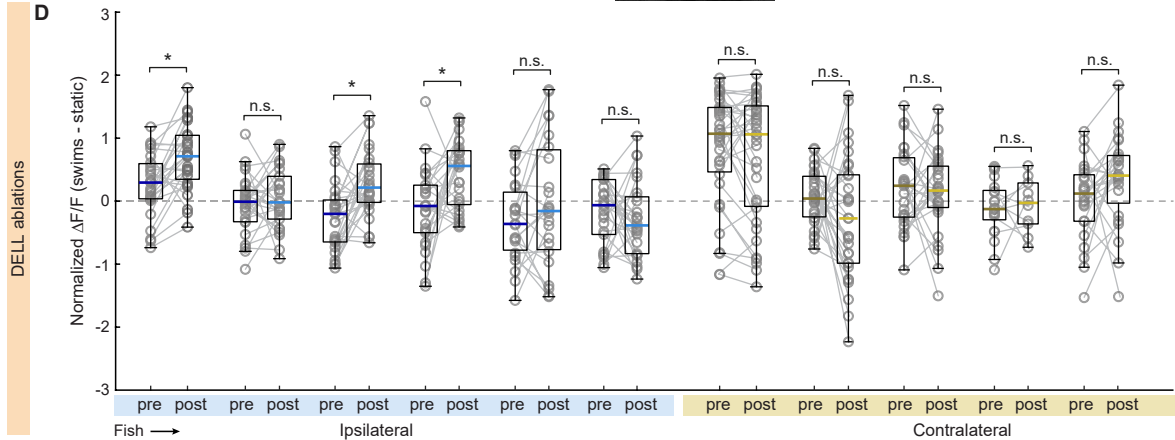 D
DELL ablations
Normalized ΔF/F (swims - static)
3
2
1
0
-1
-2
-3
* n.s. * * n.s. n.s. n.s. n.s. n.s. n.s. n.s.
pre post pre post pre post pre post pre post pre post pre post pre post pre post pre post pre post
Fish → Ipsilateral Contralateral